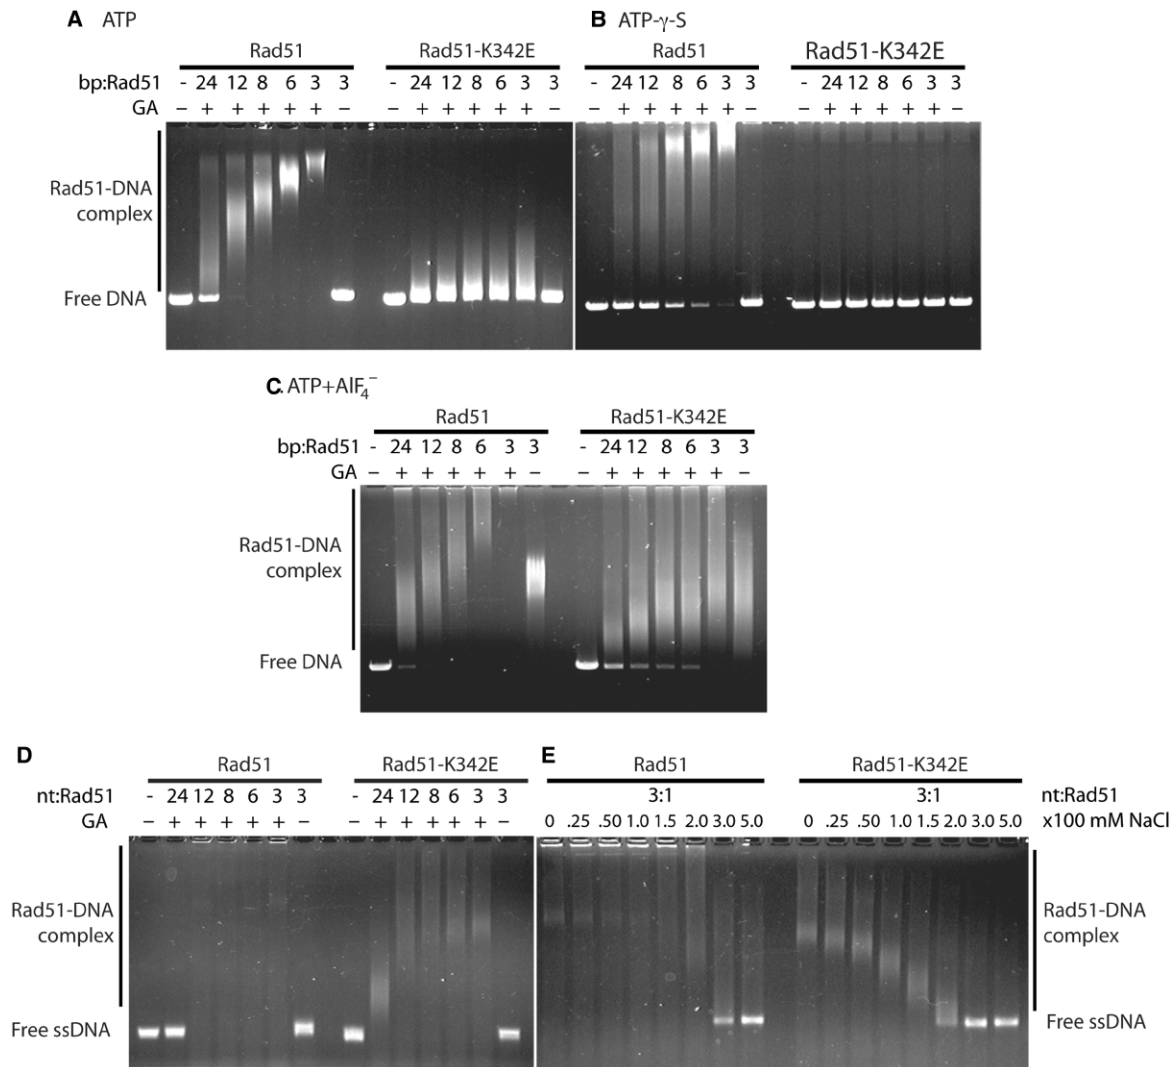 A ATP
Rad51 Rad51-K342E
bp:Rad51 - 24 12 8 6 3 3 - 24 12 8 6 3 3
GA − + + + + + − − + + + + + −
Rad51-DNA
complex
Free DNA
B ATP-γ-S
Rad51 Rad51-K342E
- 24 12 8 6 3 3 - 24 12 8 6 3 3
− + + + + + − − + + + + + −
C. ATP+AlF₄⁻
Rad51 Rad51-K342E
bp:Rad51 - 24 12 8 6 3 3 - 24 12 8 6 3 3
GA − + + + + + − − + + + + + −
Rad51-DNA
complex
Free DNA
D
Rad51 Rad51-K342E
nt:Rad51 - 24 12 8 6 3 3 - 24 12 8 6 3 3
GA − + + + + + − − + + + + + −
Rad51-DNA
complex
Free ssDNA
E
Rad51 Rad51-K342E
3:1 3:1 nt:Rad51
0 .25 .50 1.0 1.5 2.0 3.0 5.0 0 .25 .50 1.0 1.5 2.0 3.0 5.0 x100 mM NaCl
Rad51-DNA
complex
Free ssDNA